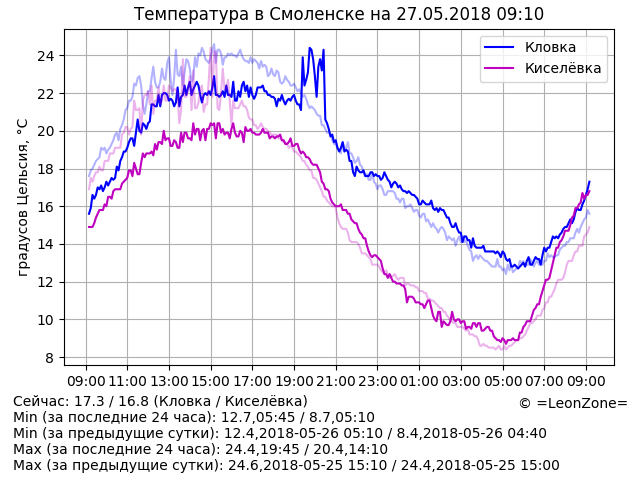 Температура в Смоленске на 27.05.2018 09:10
Кловка
Киселёвка
градусов Цельсия, °C
24
22
20
18
16
14
12
10
8
09:00 11:00 13:00 15:00 17:00 19:00 21:00 23:00 01:00 03:00 05:00 07:00 09:00
Сейчас: 17.3 / 16.8 (Кловка / Киселёвка)
© =LeonZone=
Min (за последние 24 часа): 12.7,05:45 / 8.7,05:10
Min (за предыдущие сутки): 12.4,2018-05-26 05:10 / 8.4,2018-05-26 04:40
Max (за последние 24 часа): 24.4,19:45 / 20.4,14:10
Max (за предыдущие сутки): 24.6,2018-05-25 15:10 / 24.4,2018-05-25 15:00